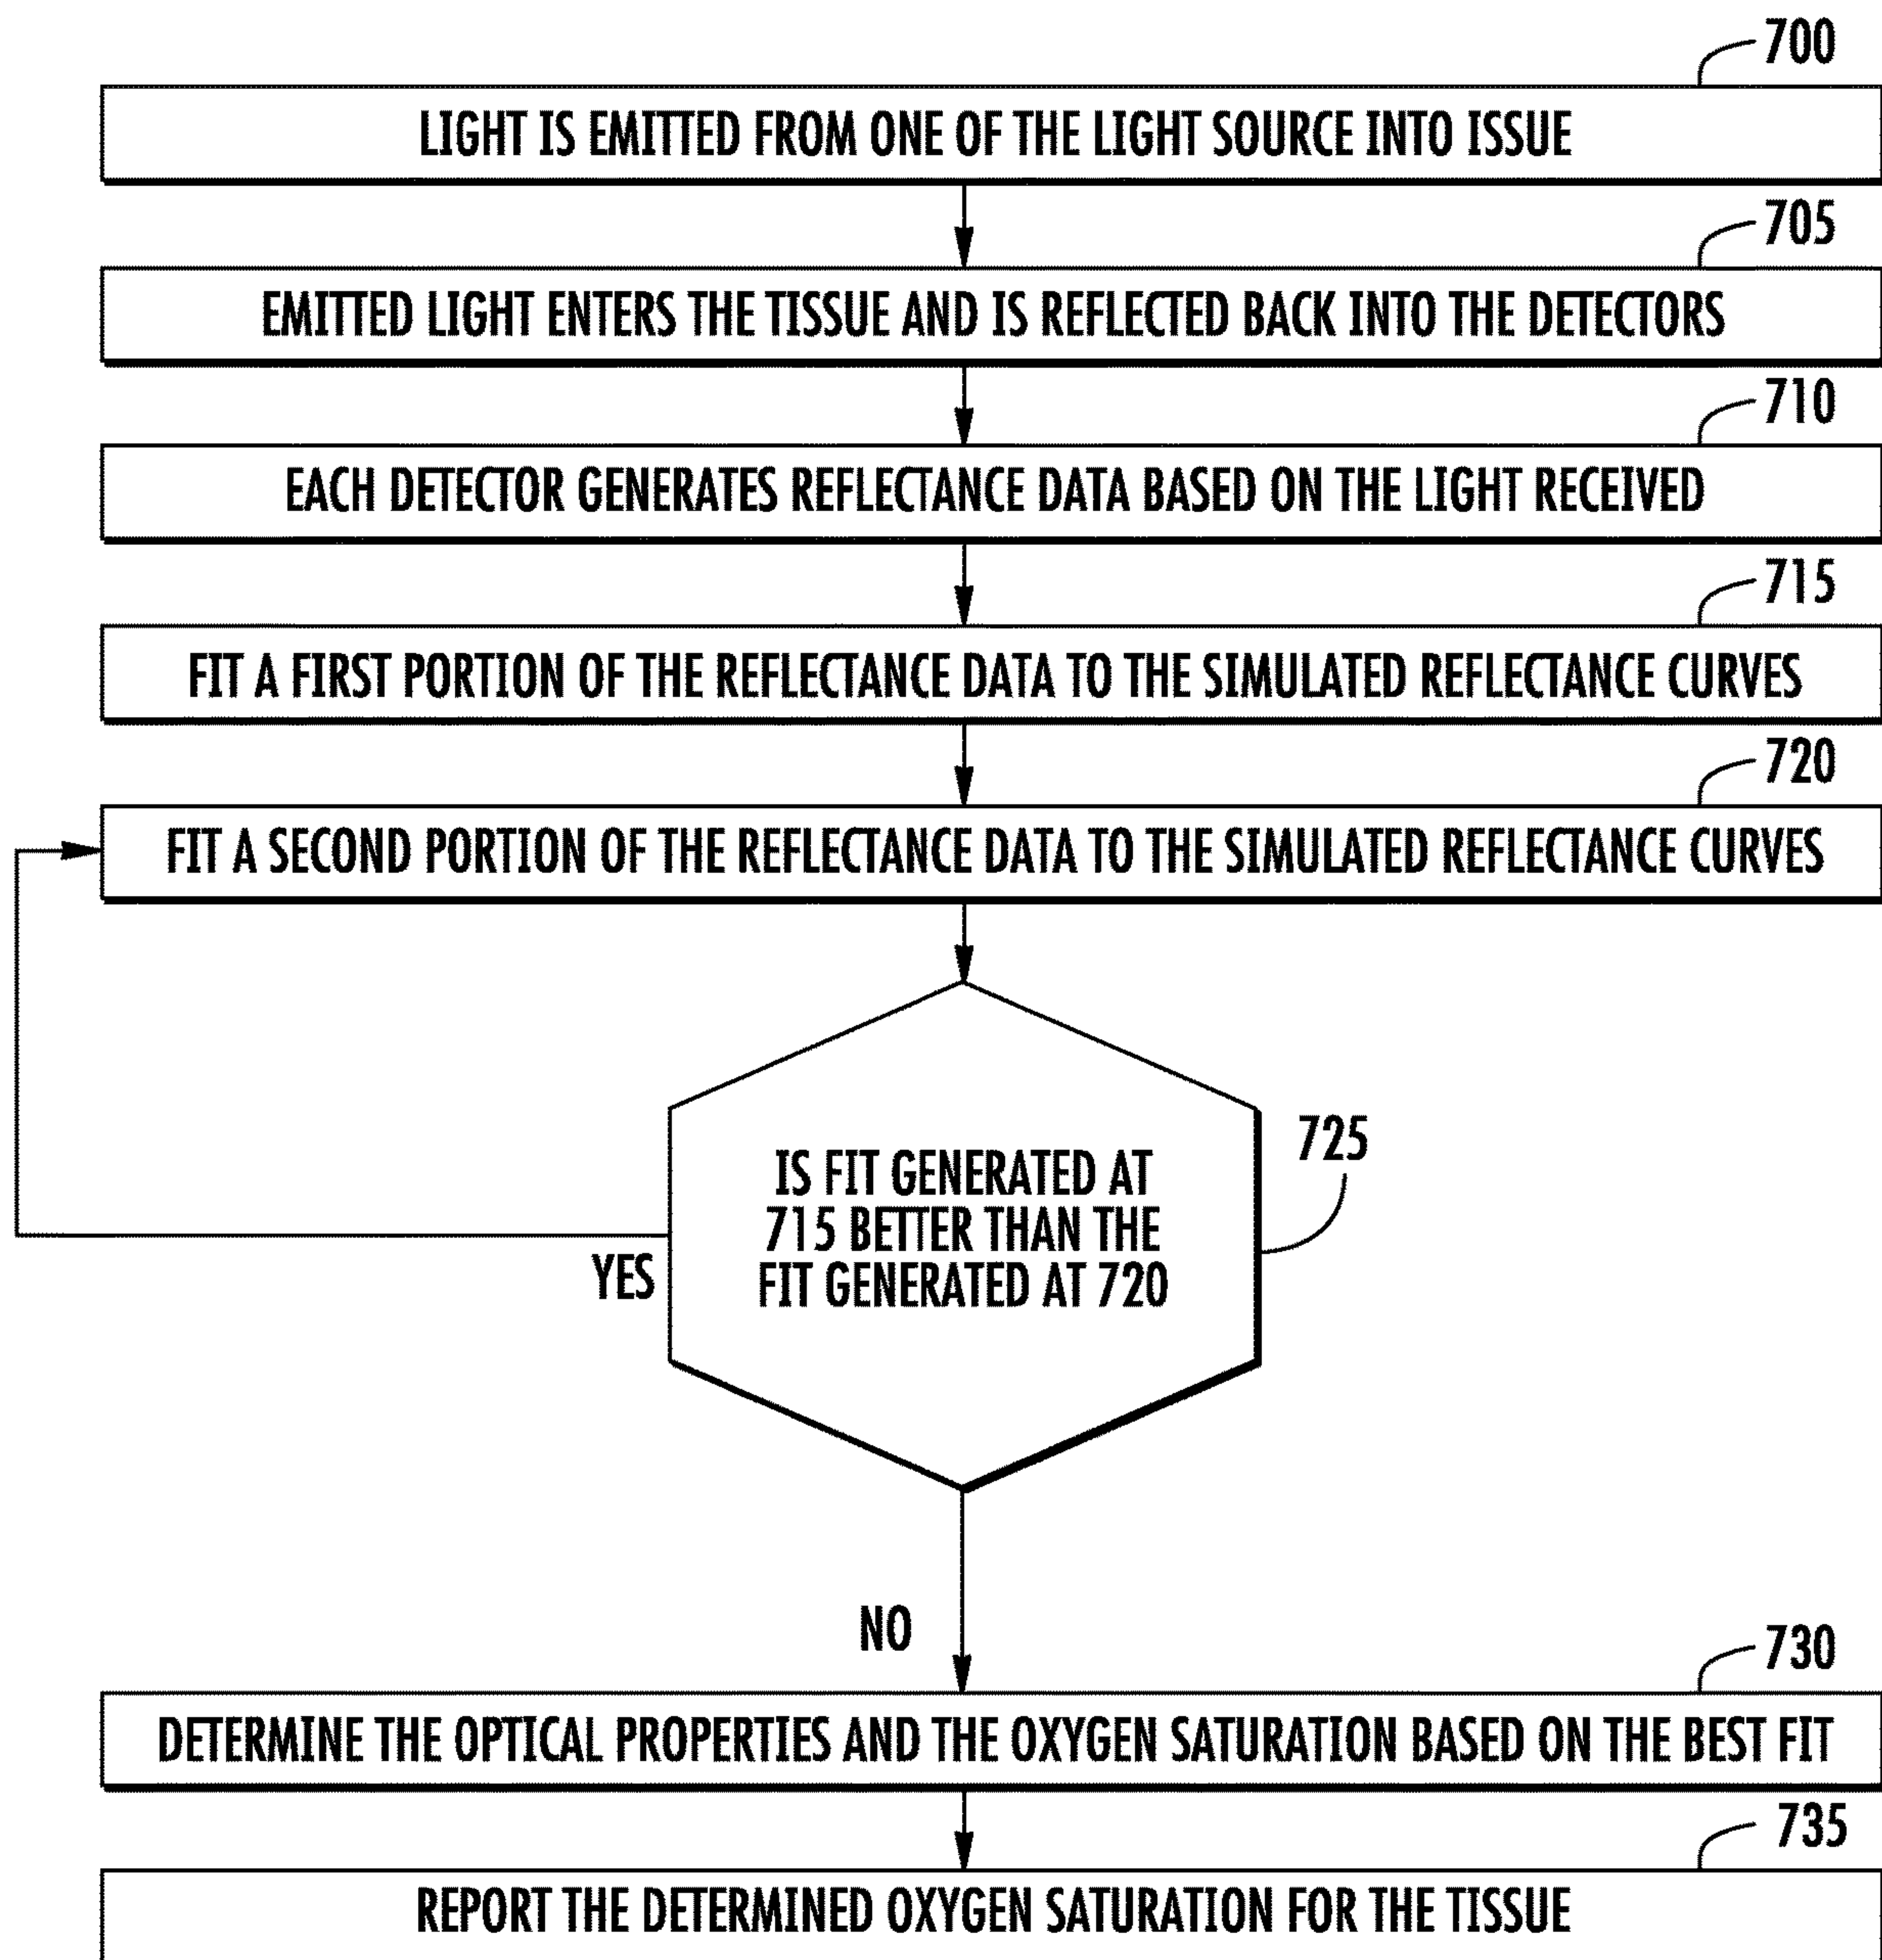 700
LIGHT IS EMITTED FROM ONE OF THE LIGHT SOURCE INTO ISSUE
705
EMITTED LIGHT ENTERS THE TISSUE AND IS REFLECTED BACK INTO THE DETECTORS
710
EACH DETECTOR GENERATES REFLECTANCE DATA BASED ON THE LIGHT RECEIVED
715
FIT A FIRST PORTION OF THE REFLECTANCE DATA TO THE SIMULATED REFLECTANCE CURVES
720
FIT A SECOND PORTION OF THE REFLECTANCE DATA TO THE SIMULATED REFLECTANCE CURVES
725
IS FIT GENERATED AT
715 BETTER THAN THE
FIT GENERATED AT 720
YES
NO
730
DETERMINE THE OPTICAL PROPERTIES AND THE OXYGEN SATURATION BASED ON THE BEST FIT
735
REPORT THE DETERMINED OXYGEN SATURATION FOR THE TISSUE